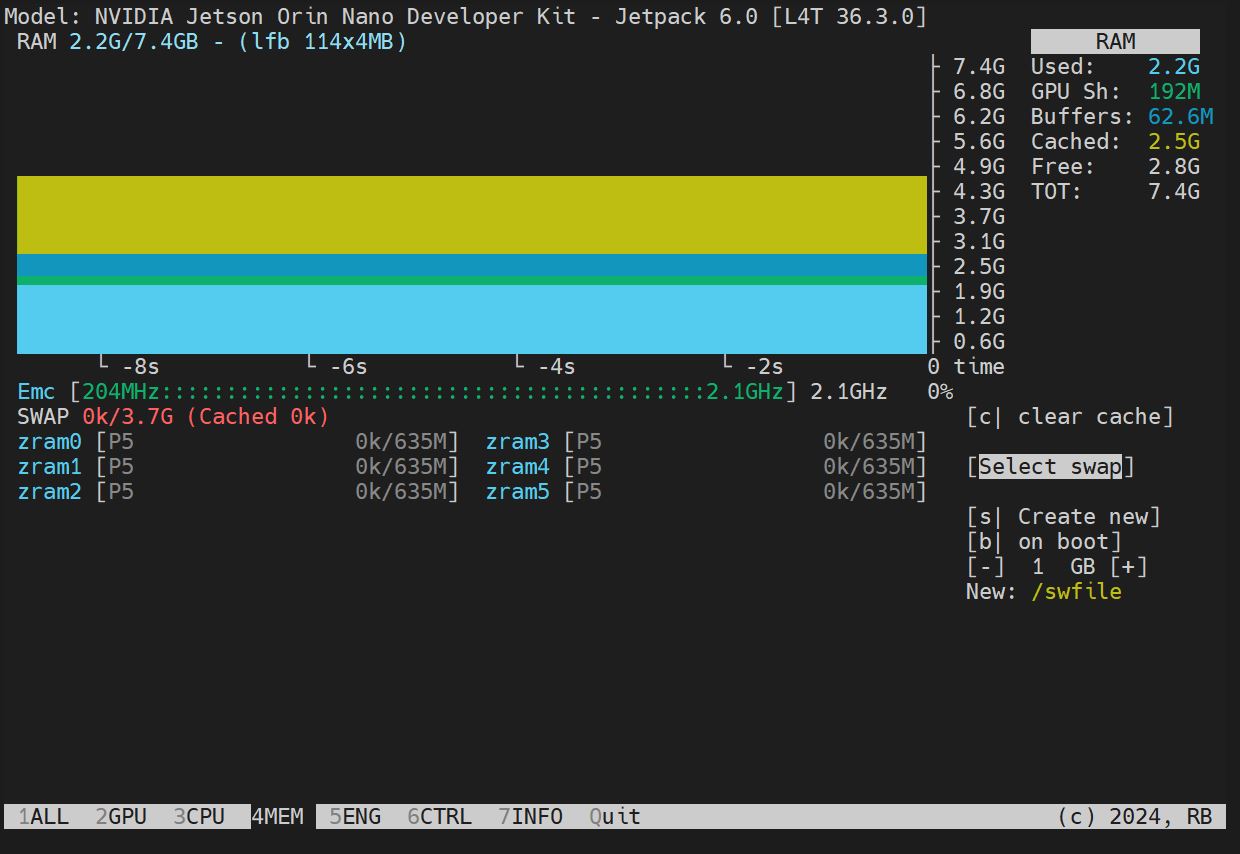 Model: NVIDIA Jetson Orin Nano Developer Kit - Jetpack 6.0 [L4T 36.3.0]
RAM 2.2G/7.4GB - (lfb 114x4MB)
RAM
7.4G Used: 2.2G
6.8G GPU Sh: 192M
6.2G Buffers: 62.6M
5.6G Cached: 2.5G
4.9G Free: 2.8G
4.3G TOT: 7.4G
3.7G
3.1G
2.5G
1.9G
1.2G
0.6G
-8s -6s -4s -2s 0 time
Emc [204MHz::::::::::::::::::::::::::::::::::::::::::2.1GHz] 2.1GHz 0%
SWAP 0k/3.7G (Cached 0k)
[c| clear cache]
zram0 [P5 0k/635M] zram3 [P5 0k/635M]
zram1 [P5 0k/635M] zram4 [P5 0k/635M]
[Select swap]
zram2 [P5 0k/635M] zram5 [P5 0k/635M]
[s| Create new]
[b| on boot]
[-] 1 GB [+]
New: /swfile
1ALL 2GPU 3CPU 4MEM 5ENG 6CTRL 7INFO Quit (c) 2024, RB